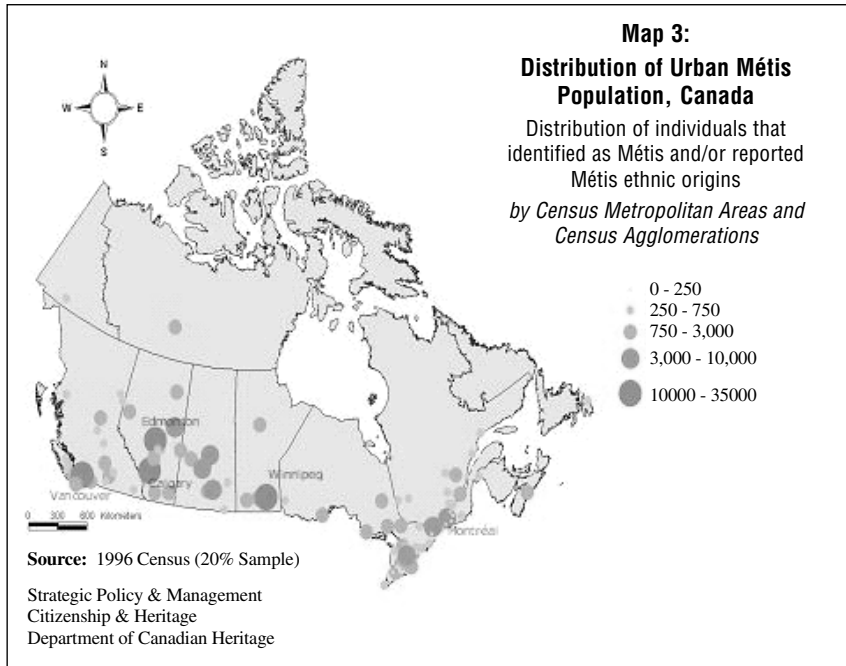 Map 3:
Distribution of Urban Métis
Population, Canada
Distribution of individuals that
identified as Métis and/or reported
Métis ethnic origins
by Census Metropolitan Areas and
Census Agglomerations
N
W E
S
0 - 250
250 - 750
750 - 3,000
3,000 - 10,000
10000 - 35000
Edmonton
Calgary
Winnipeg
Vancouver
Montréal
0 300 600 Kilometers
Source: 1996 Census (20% Sample)
Strategic Policy & Management
Citizenship & Heritage
Department of Canadian Heritage